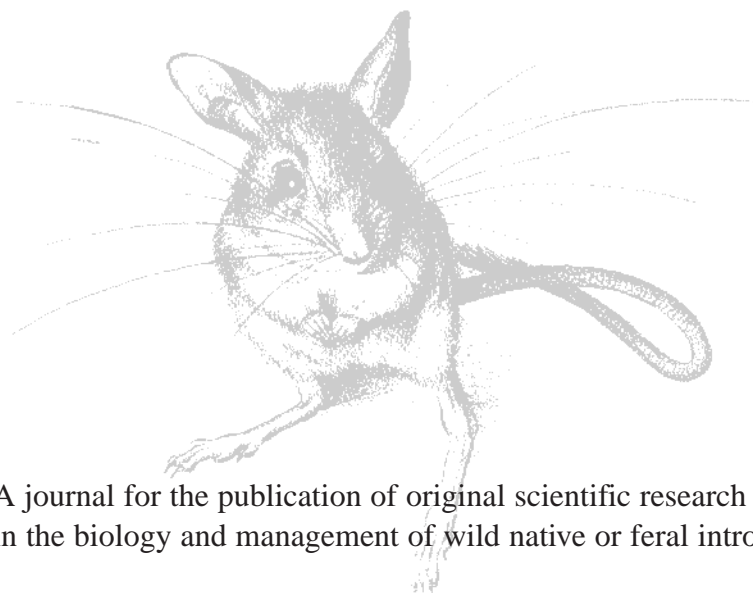 A journal for the publication of original scientific research
in the biology and management of wild native or feral intro